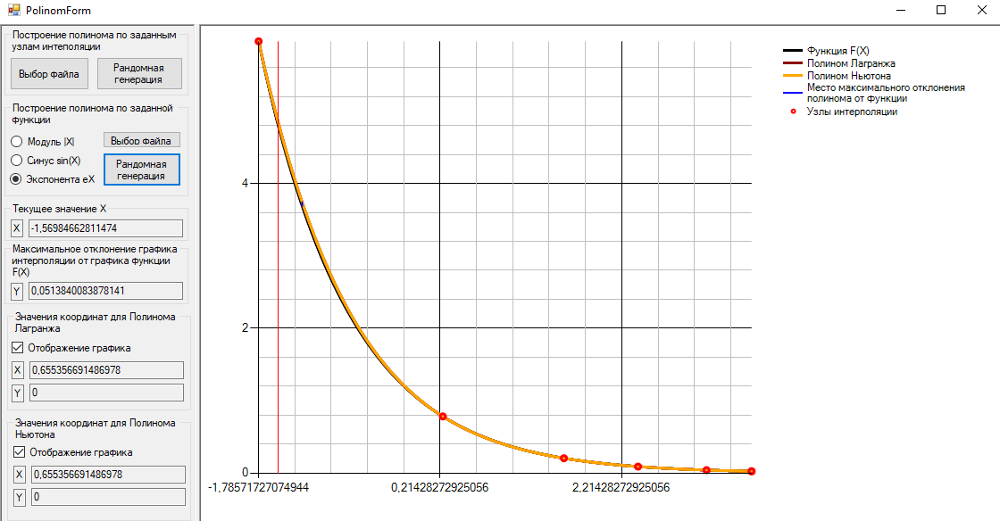 PolinomForm
Построение полинома по заданным
узлам интеполяции
Выбор файла
Рандомная
генерация
Построение полинома по заданной
функции
Модуль |X|
Выбор файла
Синус sin(X)
Рандомная
генерация
Экспонента eX
Текущее значение X
X
-1,56984662811474
Максимальное отклонение графика
интерполяции от графика функции
F(X)
Y
0,0513840083878141
Значения координат для Полинома
Лагранжа
Отображение графика
X
0,655356691486978
Y
0
Значения координат для Полинома
Ньютона
Отображение графика
X
0,655356691486978
Y
0
4
2
0
-1,78571727074944
0,21428272925056
2,21428272925056
Функция F(X)
Полином Лагранжа
Полином Ньютона
Место максимального отклонения
полинома от Функции
Узлы интерполяции